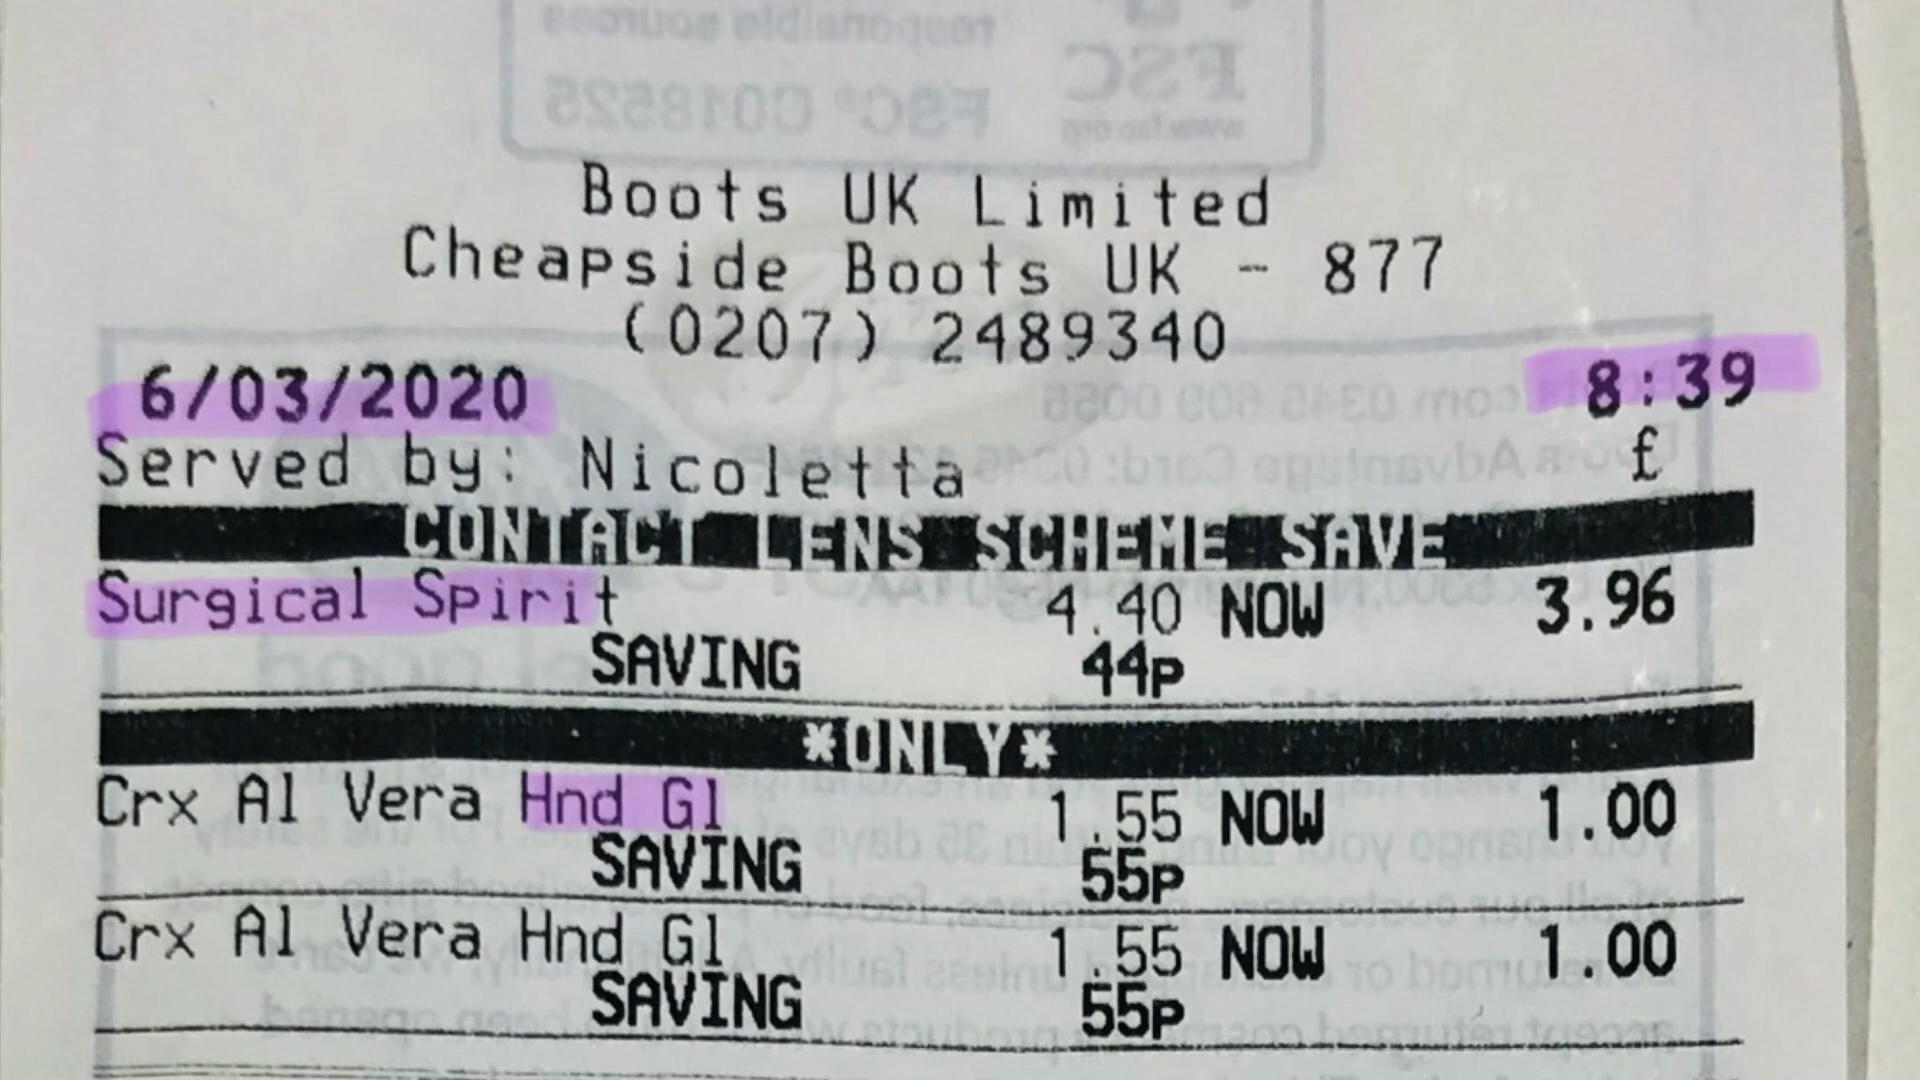 Boots UK Limited
Cheapside Boots UK - 877
(0207) 2489340
6/03/2020 8:39
Served by: Nicoletta £
CONTACT LENS SCHEME SAVE
Surgical Spirit 4.40 NOW 3.96
SAVING 44p
*ONLY*
Crx Al Vera Hnd Gl 1.55 NOW 1.00
SAVING 55p
Crx Al Vera Hnd Gl 1.55 NOW 1.00
SAVING 55p